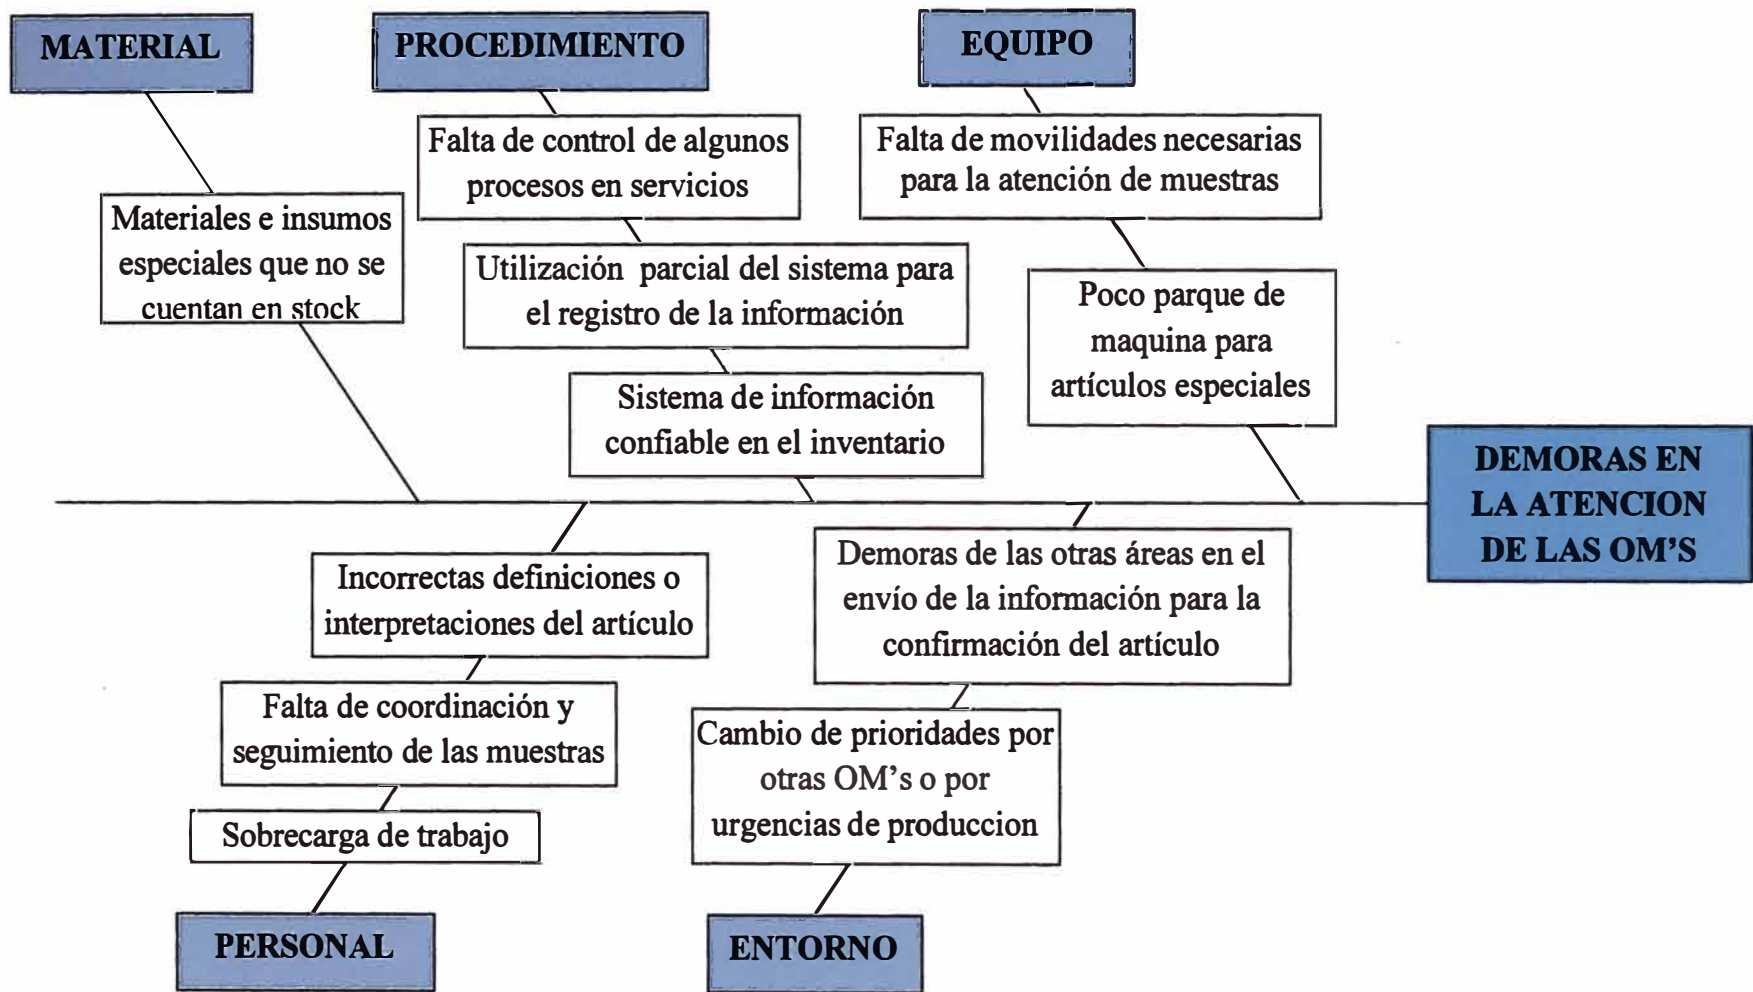 MATERIAL
PROCEDIMIENTO
EQUIPO
Materiales e insumos
especiales que no se
cuentan en stock
Falta de control de algunos
procesos en servicios
Utilización parcial del sistema para
el registro de la información
Sistema de información
confiable en el inventario
Falta de movilidades necesarias
para la atención de muestras
Poco parque de
maquina para
artículos especiales
DEMORAS EN
LA ATENCION
DE LAS OM'S
Incorrectas definiciones o
interpretaciones del artículo
Falta de coordinación y
seguimiento de las muestras
Sobrecarga de trabajo
PERSONAL
Demoras de las otras áreas en el
envío de la información para la
confirmación del artículo
Cambio de prioridades por
otras OM's o por
urgencias de produccion
ENTORNO